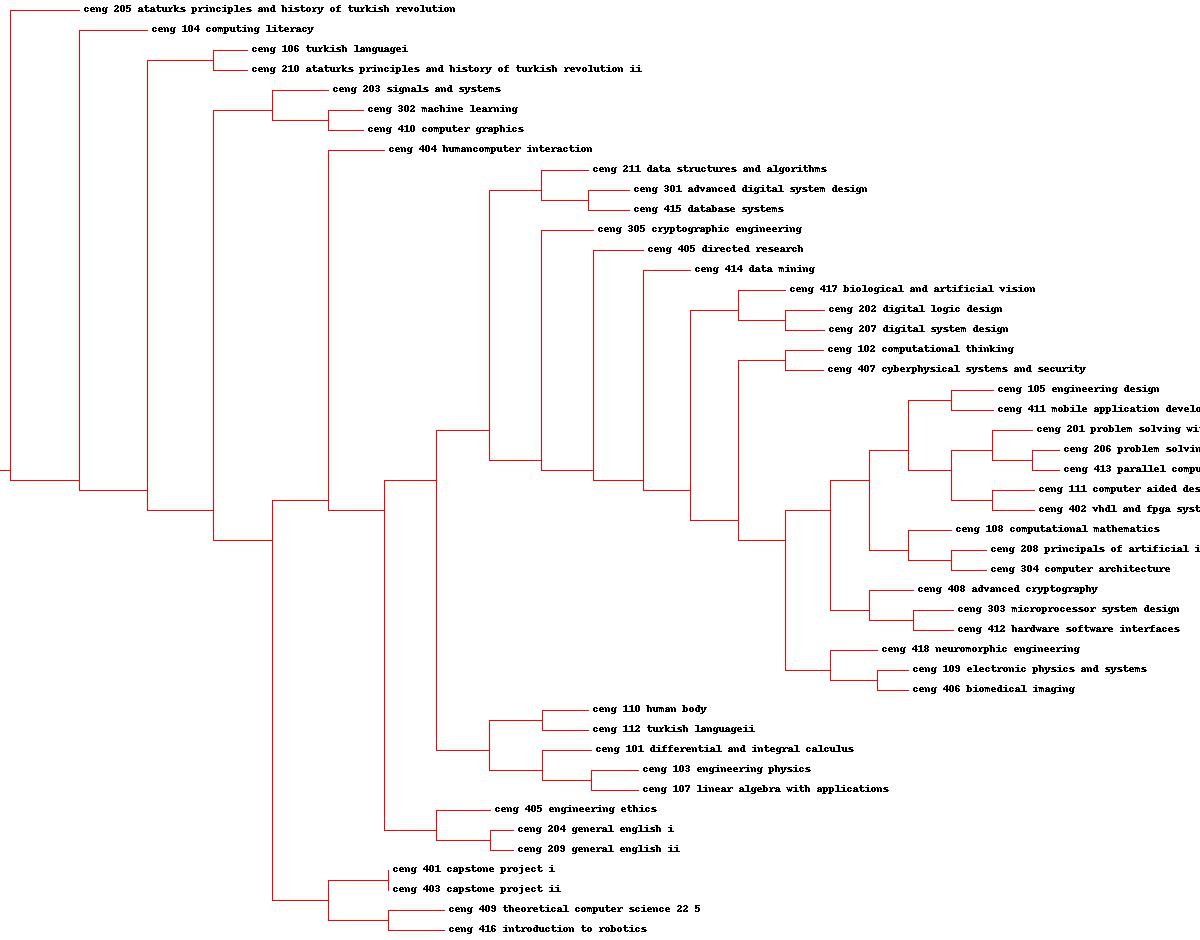 ceng 205 ataturks principles and history of turkish revolution
ceng 104 computing literacy
ceng 106 turkish languagei
ceng 210 ataturks principles and history of turkish revolution ii
ceng 203 signals and systems
ceng 302 machine learning
ceng 410 computer graphics
ceng 404 humancomputer interaction
ceng 211 data structures and algorithms
ceng 301 advanced digital system design
ceng 415 database systems
ceng 305 cryptographic engineering
ceng 405 directed research
ceng 414 data mining
ceng 417 biological and artificial vision
ceng 202 digital logic design
ceng 207 digital system design
ceng 102 computational thinking
ceng 407 cyberphysical systems and security
ceng 105 engineering design
ceng 411 mobile application develo
ceng 201 problem solving wi
ceng 206 problem solvin
ceng 413 parallel compu
ceng 111 computer aided des
ceng 402 vhdl and fpga syst
ceng 108 computational mathematics
ceng 208 principals of artificial i
ceng 304 computer architecture
ceng 408 advanced cryptography
ceng 303 microprocessor system design
ceng 412 hardware software interfaces
ceng 418 neuromorphic engineering
ceng 109 electronic physics and systems
ceng 406 biomedical imaging
ceng 110 human body
ceng 112 turkish languageii
ceng 101 differential and integral calculus
ceng 103 engineering physics
ceng 107 linear algebra with applications
ceng 405 engineering ethics
ceng 204 general english i
ceng 209 general english ii
ceng 401 capstone project i
ceng 403 capstone project ii
ceng 409 theoretical computer science 22 5
ceng 416 introduction to robotics